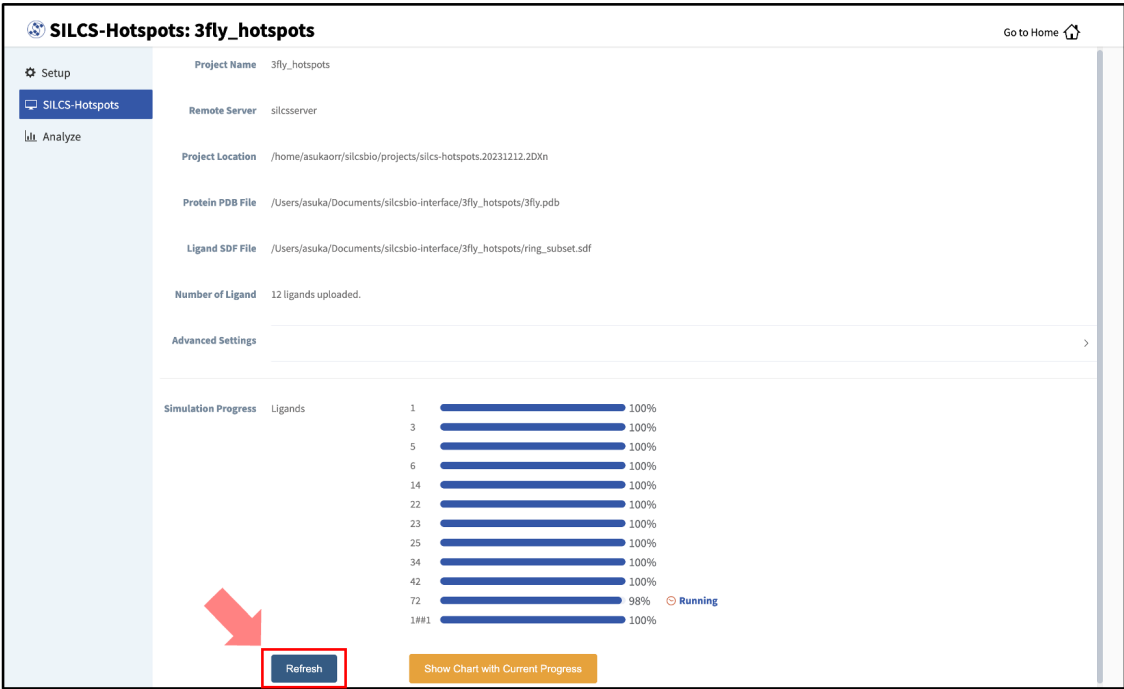 SILCS-Hotspots: 3fly_hotspots
Go to Home
Setup
SILCS-Hotspots
Analyze
Project Name 3fly_hotspots
Remote Server silcsserver
Project Location /home/asukaorr/silcsbio/projects/silcs-hotspots.20231212.2DXn
Protein PDB File /Users/asuka/Documents/silcsbio-interface/3fly_hotspots/3fly.pdb
Ligand SDF File /Users/asuka/Documents/silcsbio-interface/3fly_hotspots/ring_subset.sdf
Number of Ligand 12 ligands uploaded.
Advanced Settings
Simulation Progress Ligands
1 100%
3 100%
5 100%
6 100%
14 100%
22 100%
23 100%
25 100%
34 100%
42 100%
72 98% Running
1##1 100%
Refresh Show Chart with Current Progress